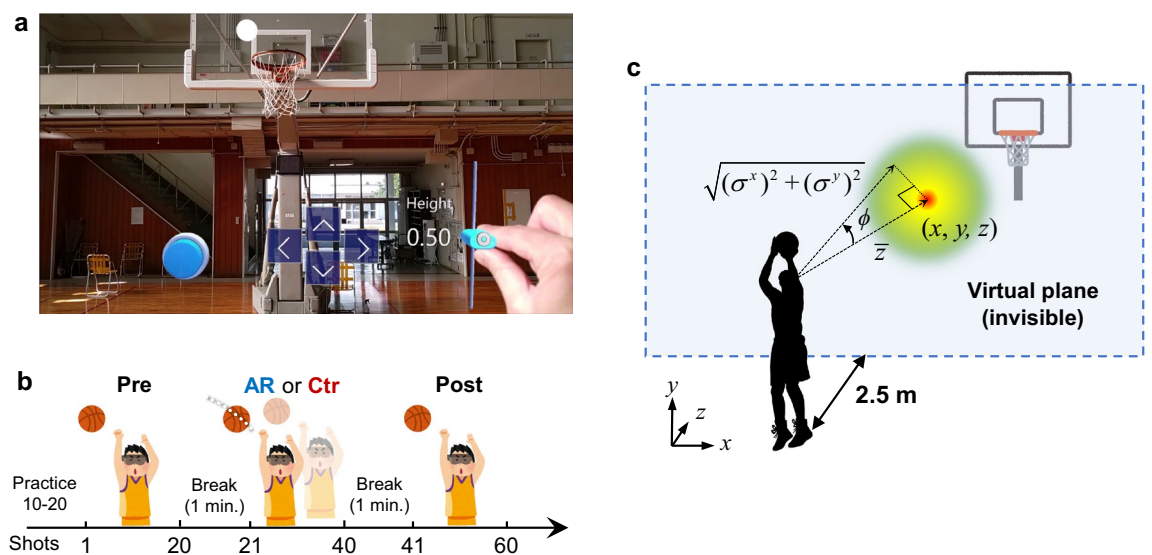 a
Height
0.50
b
Pre
AR or Ctr
Post
Practice
10-20
Break
(1 min.)
Break
(1 min.)
Shots 1 20 21 40 41 60
c
√(σˣ)² + (σʸ)²
ϕ
z̅
(x, y, z)
Virtual plane
(invisible)
2.5 m
y
z
x